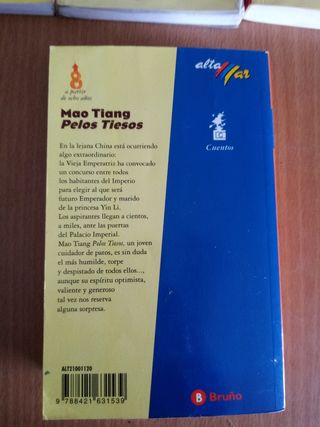 8
a partir
de ocho años
alta
mar
Mao Tiang
Pelos Tiesos
Cuentos
En la lejana China está ocurriendo
algo extraordinario:
la Vieja Emperatriz ha convocado
un concurso entre todos
los habitantes del Imperio
para elegir al que será
futuro Emperador y marido
de la princesa Yin Li.
Los aspirantes llegan a cientos,
a miles, ante las puertas
del Palacio Imperial.
Mao Tiang Pelos Tiesos, un joven
cuidador de patos, es sin duda
el más humilde, torpe
y despistado de todos ellos...,
aunque su espíritu optimista,
valiente y generoso
tal vez nos reserva
alguna sorpresa.
ALT21001120
9 788421 631539
B Bruño